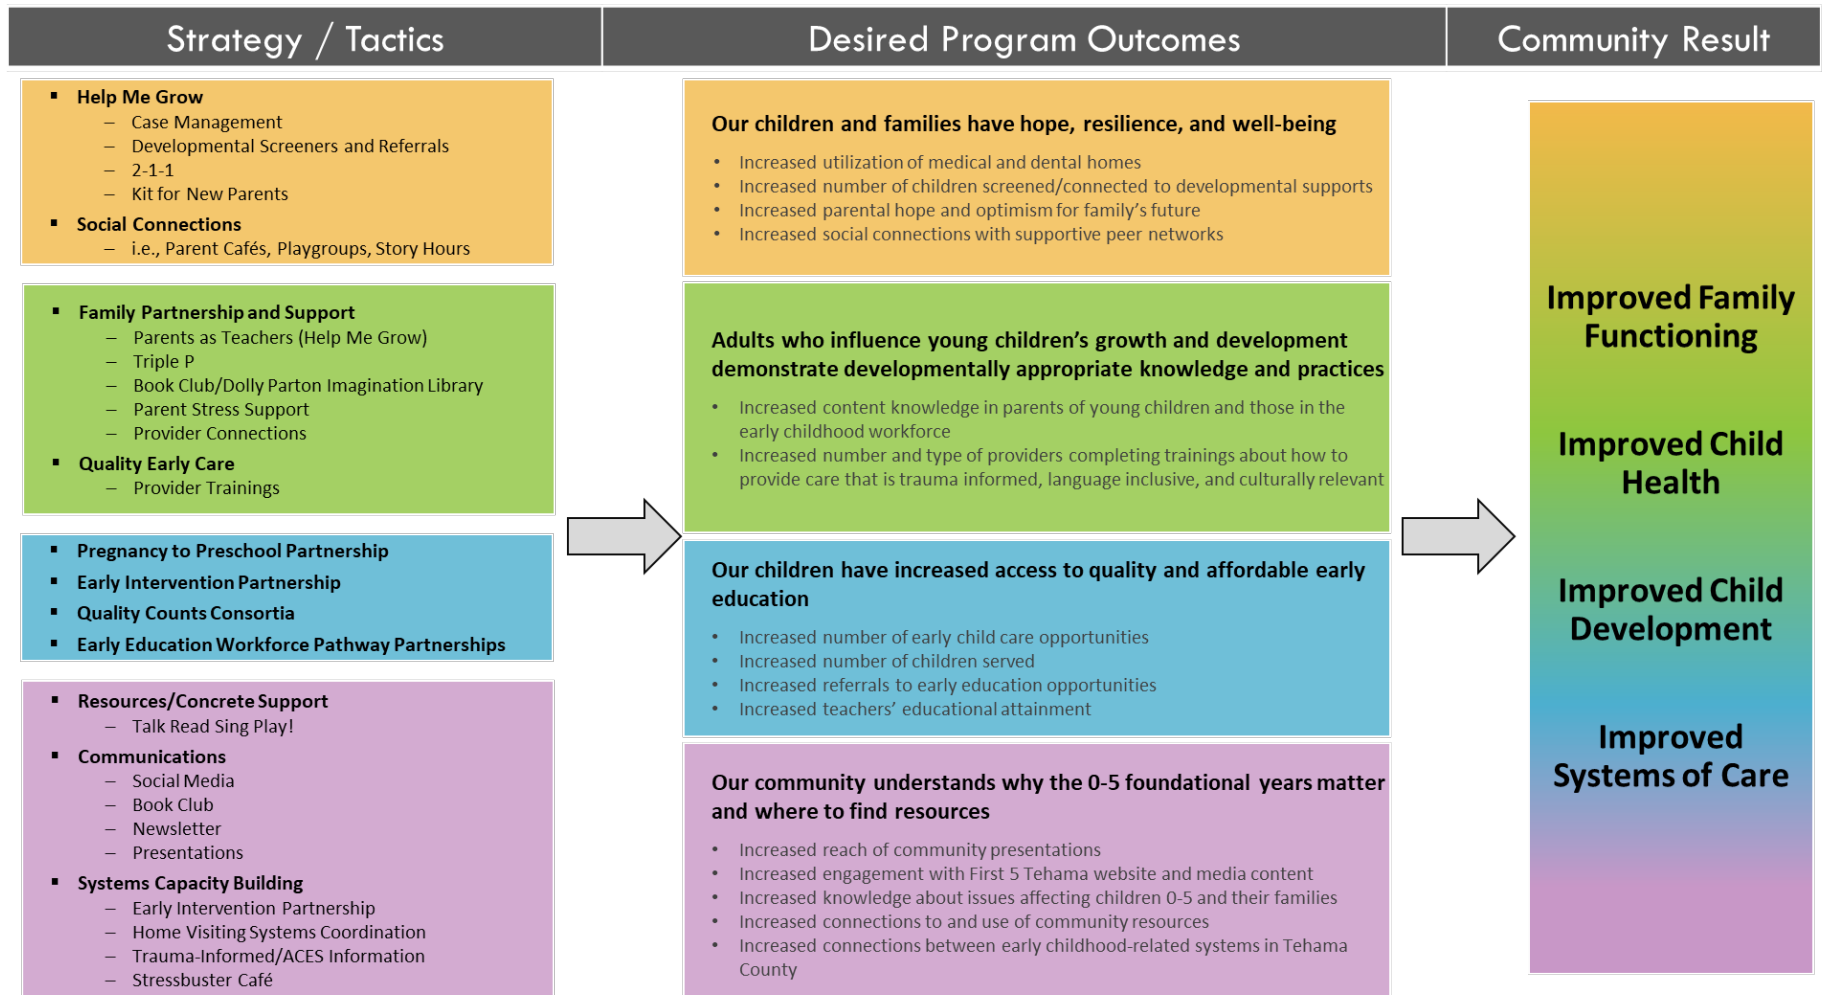 Strategy / Tactics
Desired Program Outcomes
Community Result
▪ Help Me Grow
– Case Management
– Developmental Screeners and Referrals
– 2-1-1
– Kit for New Parents
▪ Social Connections
– i.e., Parent Cafés, Playgroups, Story Hours
▪ Family Partnership and Support
– Parents as Teachers (Help Me Grow)
– Triple P
– Book Club/Dolly Parton Imagination Library
– Parent Stress Support
– Provider Connections
▪ Quality Early Care
– Provider Trainings
▪ Pregnancy to Preschool Partnership
▪ Early Intervention Partnership
▪ Quality Counts Consortia
▪ Early Education Workforce Pathway Partnerships
▪ Resources/Concrete Support
– Talk Read Sing Play!
▪ Communications
– Social Media
– Book Club
– Newsletter
– Presentations
▪ Systems Capacity Building
– Early Intervention Partnership
– Home Visiting Systems Coordination
– Trauma-Informed/ACES Information
– Stressbuster Café
Our children and families have hope, resilience, and well-being
• Increased utilization of medical and dental homes
• Increased number of children screened/connected to developmental supports
• Increased parental hope and optimism for family's future
• Increased social connections with supportive peer networks
Adults who influence young children's growth and development
demonstrate developmentally appropriate knowledge and practices
• Increased content knowledge in parents of young children and those in the
early childhood workforce
• Increased number and type of providers completing trainings about how to
provide care that is trauma informed, language inclusive, and culturally relevant
Our children have increased access to quality and affordable early
education
• Increased number of early child care opportunities
• Increased number of children served
• Increased referrals to early education opportunities
• Increased teachers' educational attainment
Our community understands why the 0-5 foundational years matter
and where to find resources
• Increased reach of community presentations
• Increased engagement with First 5 Tehama website and media content
• Increased knowledge about issues affecting children 0-5 and their families
• Increased connections to and use of community resources
• Increased connections between early childhood-related systems in Tehama
County
Improved Family
Functioning
Improved Child
Health
Improved Child
Development
Improved
Systems of Care